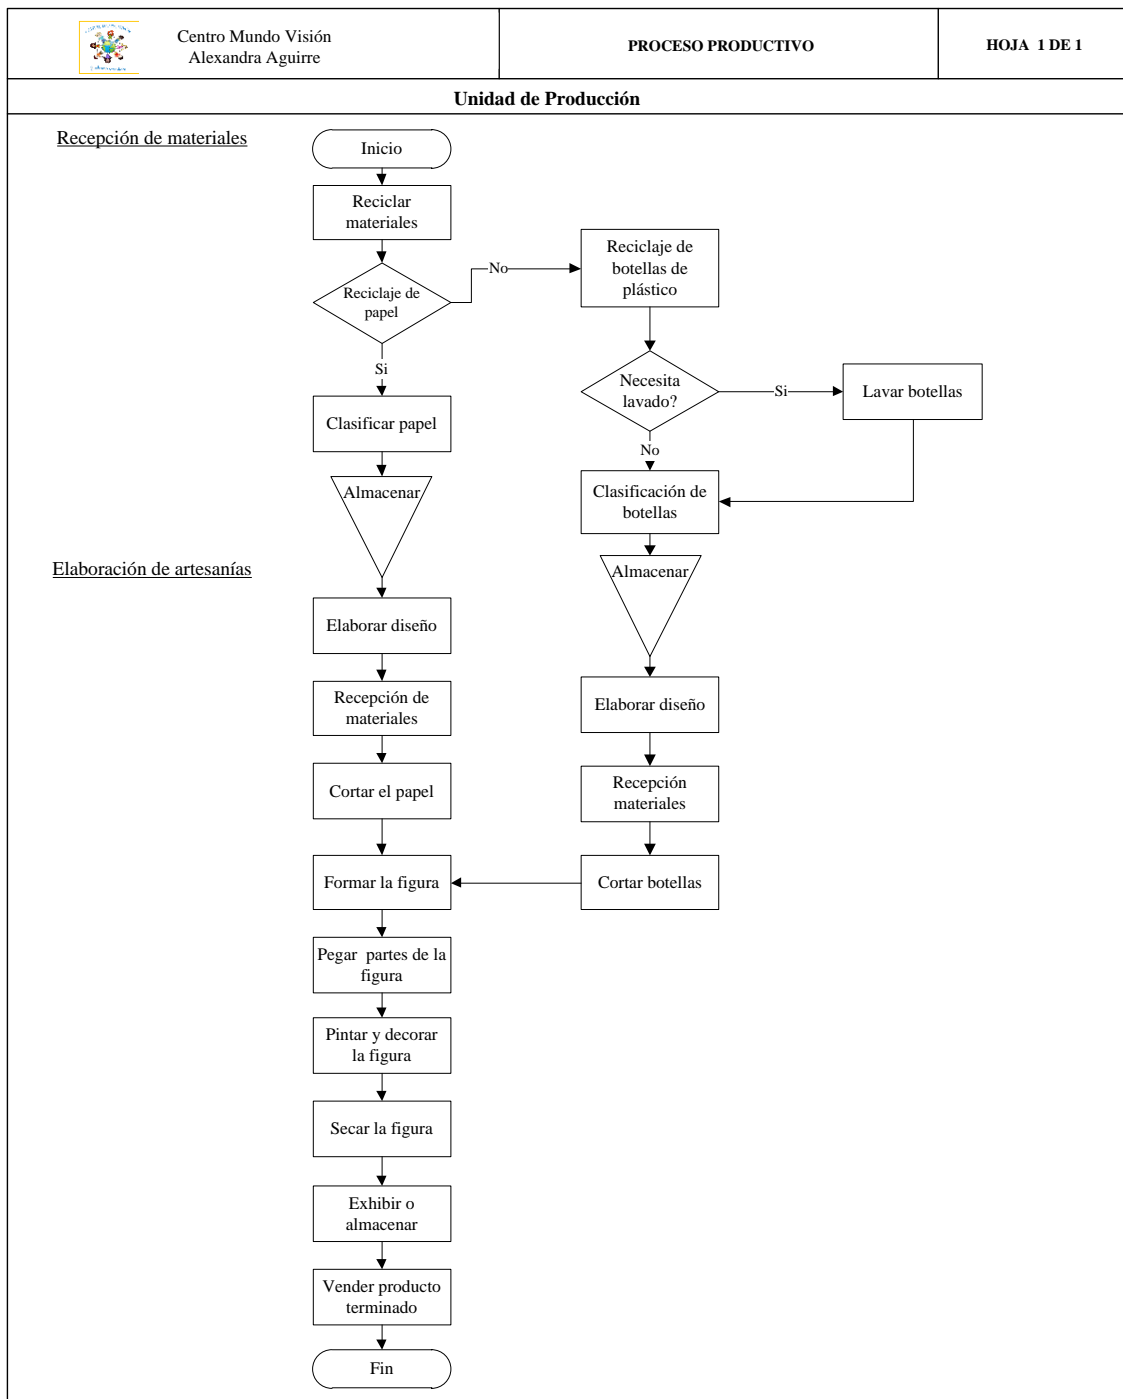 Centro Mundo Visión
Alexandra Aguirre
PROCESO PRODUCTIVO
HOJA 1 DE 1
Unidad de Producción
Recepción de materiales
Inicio
Reciclar
materiales
Reciclaje de
papel
No
Reciclaje de
botellas de
plástico
Si
Necesita
lavado?
Si
Lavar botellas
Clasificar papel
No
Almacenar
Clasificación de
botellas
Elaboración de artesanías
Almacenar
Elaborar diseño
Recepción de
materiales
Elaborar diseño
Cortar el papel
Recepción
materiales
Formar la figura
Cortar botellas
Pegar partes de la
figura
Pintar y decorar
la figura
Secar la figura
Exhibir o
almacenar
Vender producto
terminado
Fin